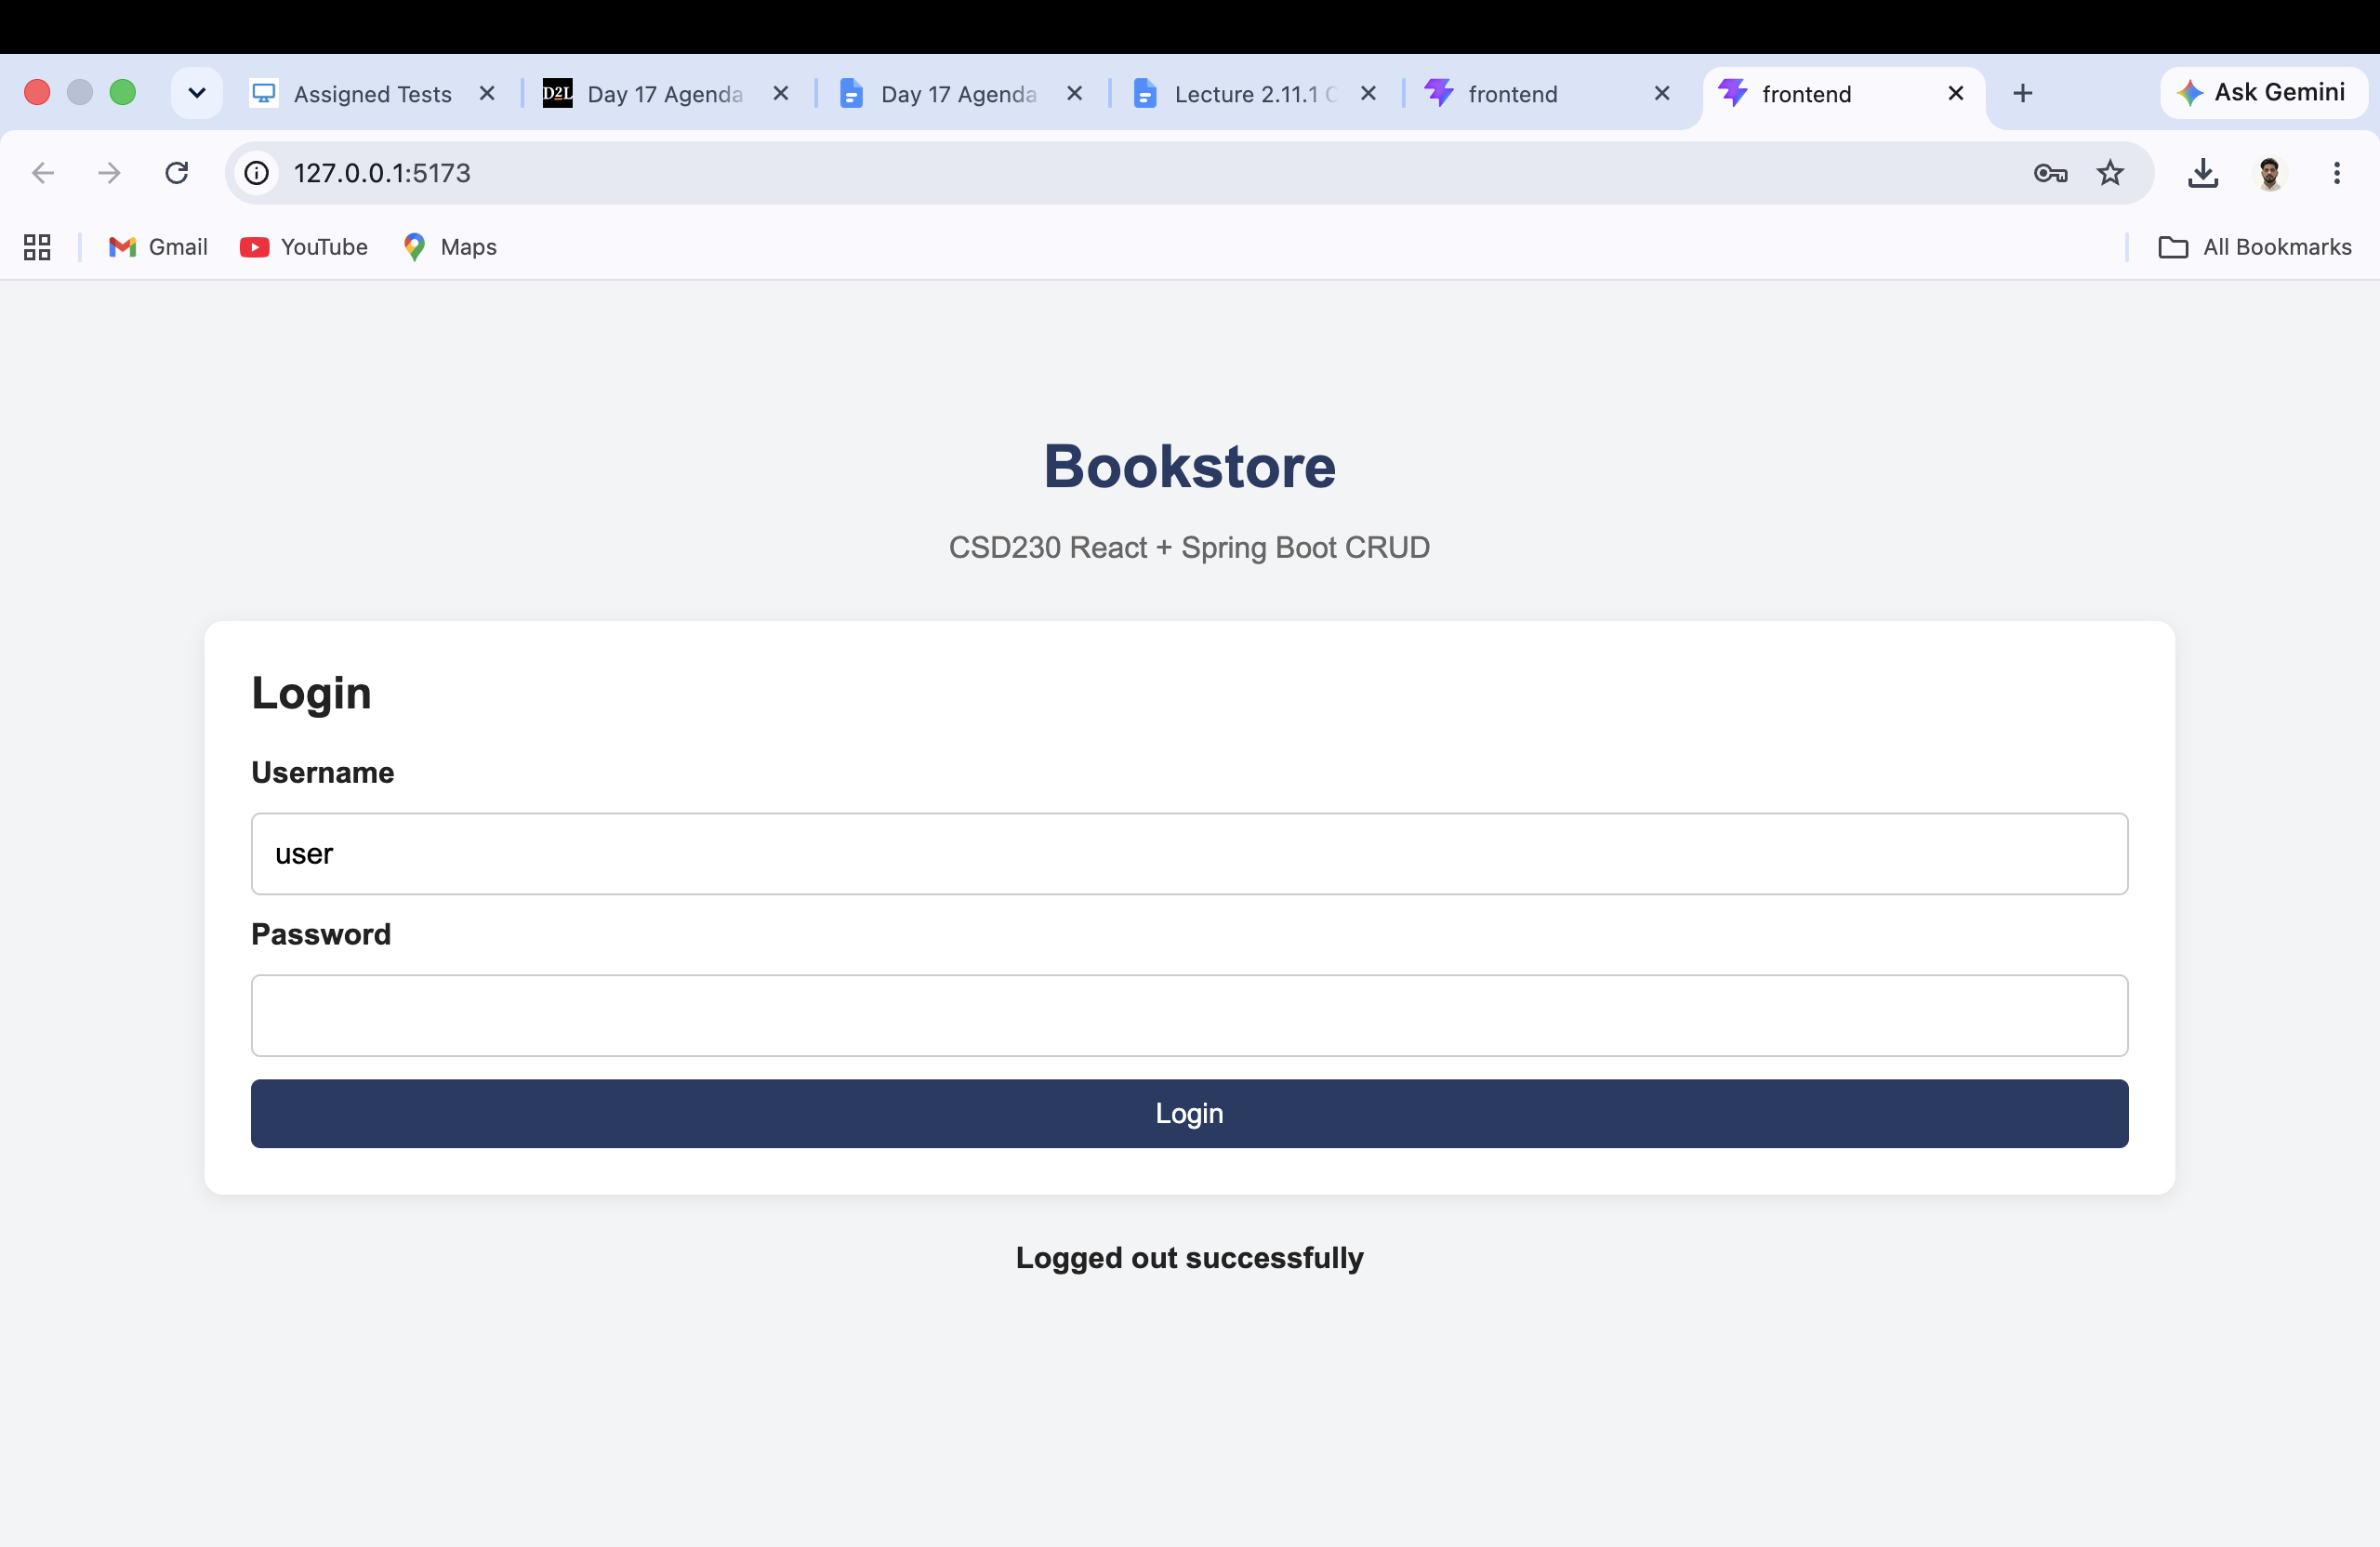 Assigned Tests
D2L Day 17 Agenda
Day 17 Agenda
Lecture 2.11.1
frontend
frontend
Ask Gemini
127.0.0.1:5173
Gmail
YouTube
Maps
All Bookmarks
Bookstore
CSD230 React + Spring Boot CRUD
Login
Username
user
Password
Login
Logged out successfully